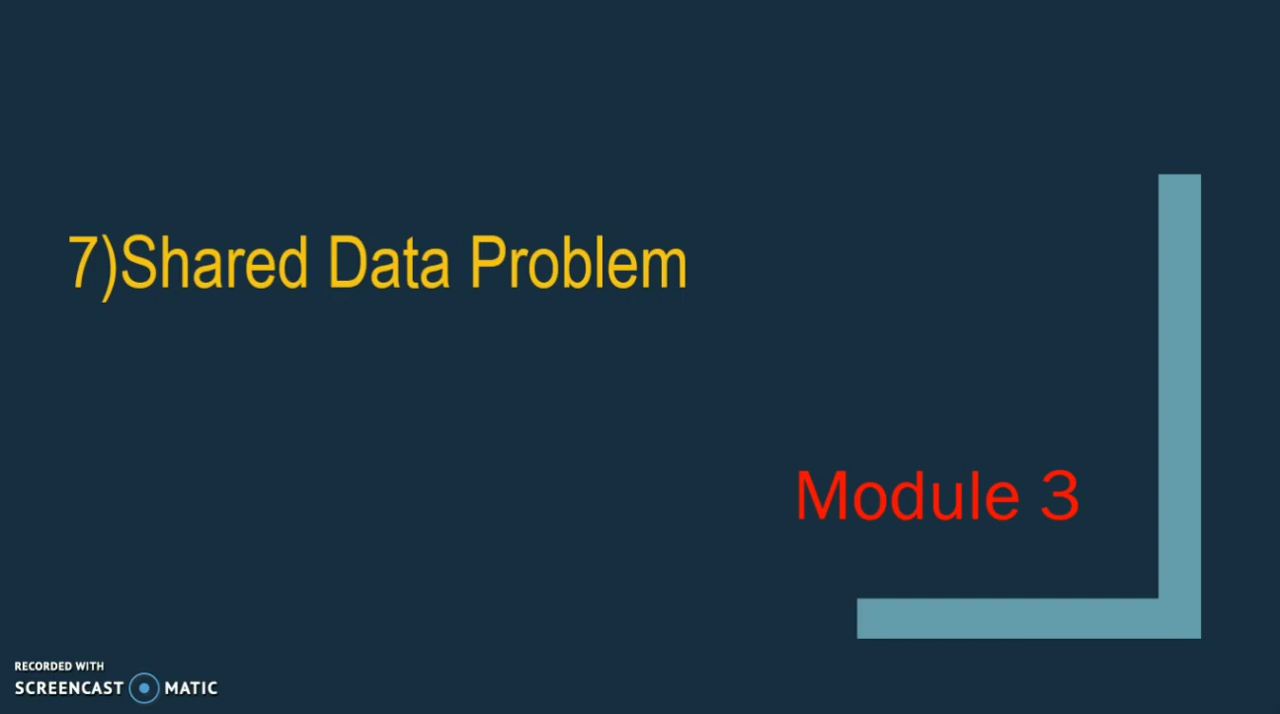 7)Shared Data Problem
Module 3
RECORDED WITH
SCREENCAST MATIC